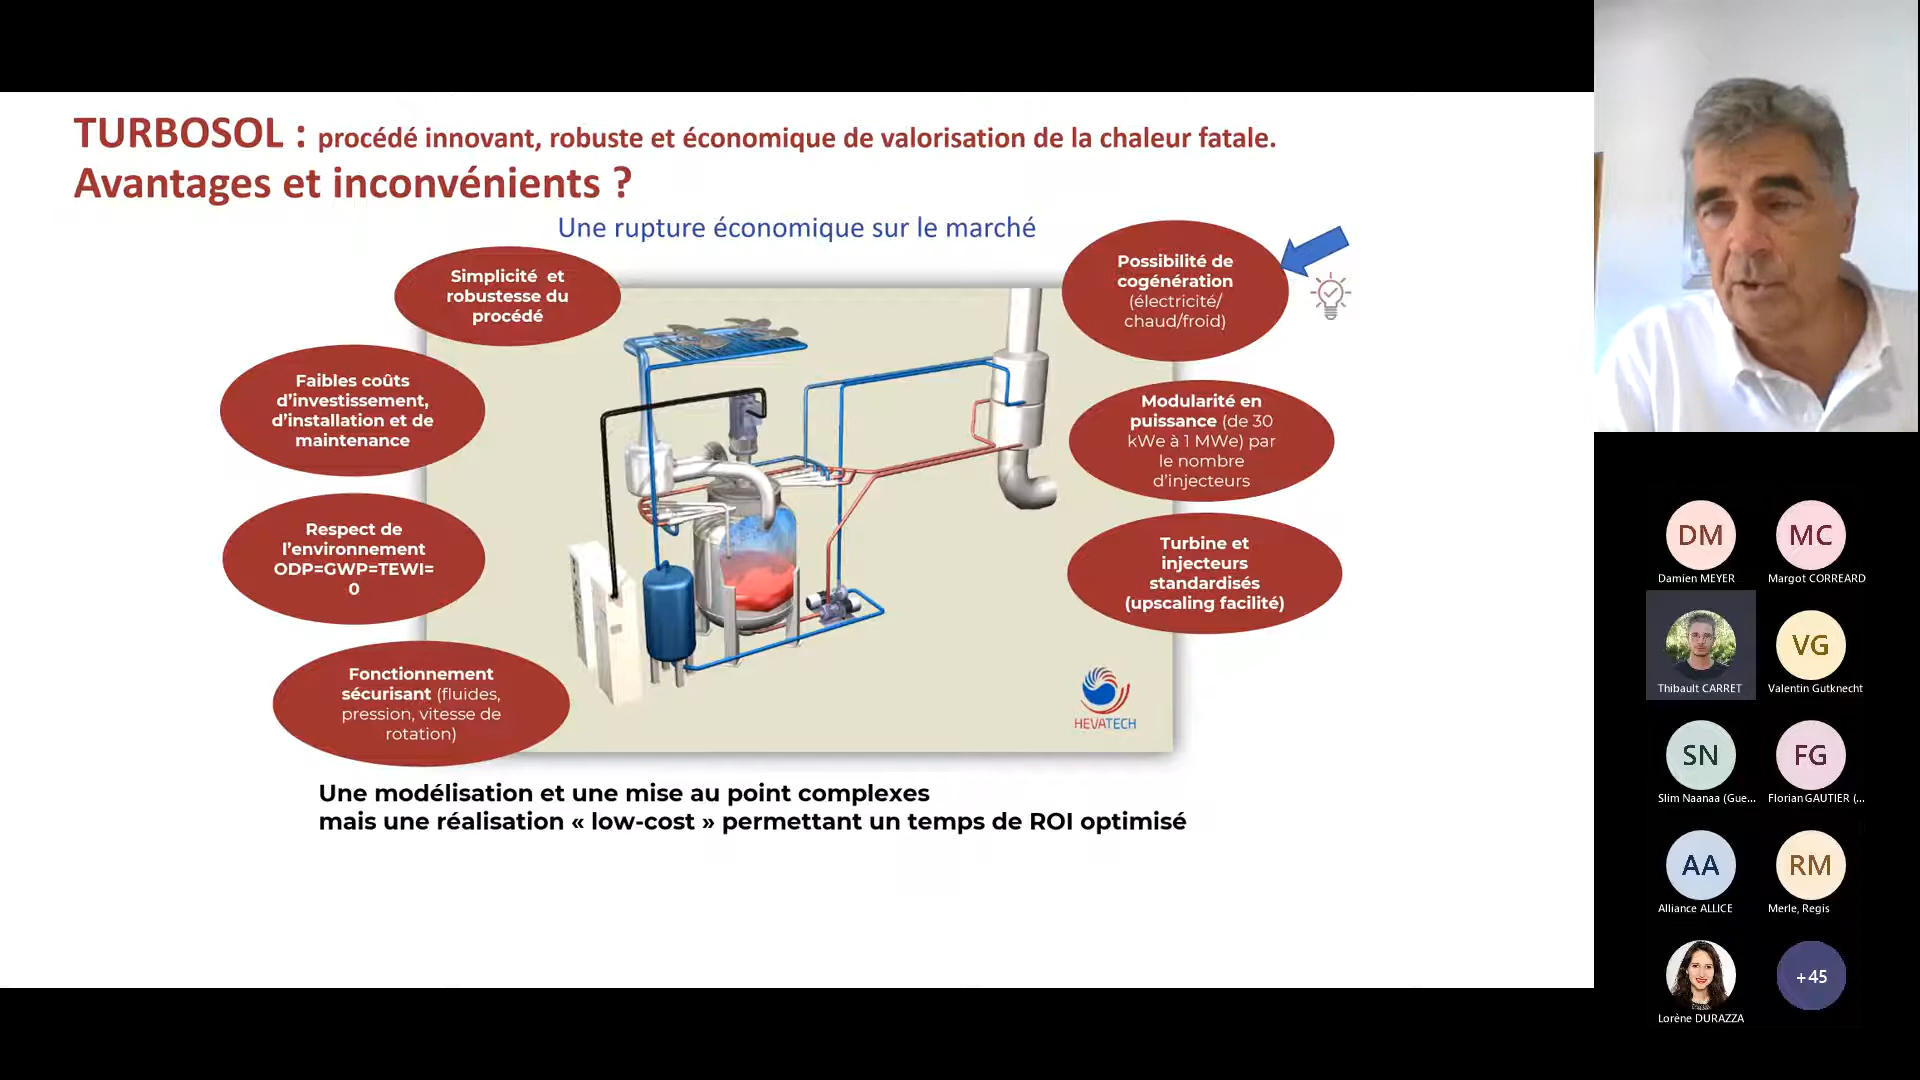 TURBOSOL : procédé innovant, robuste et économique de valorisation de la chaleur fatale.
Avantages et inconvénients ?
Une rupture économique sur le marché
Simplicité et
robustesse du
procédé
Faibles coûts
d’investissement,
d’installation et de
maintenance
Respect de
l’environnement
ODP=GWP=TEWI=
0
Fonctionnement
sécurisant (fluides,
pression, vitesse de
rotation)
Possibilité de
cogénération
(électricité/
chaud/froid)
Modularité en
puissance (de 30
kWe à 1 MWe) par
le nombre
d’injecteurs
Turbine et
injecteurs
standardisés
(upscaling facilité)
HEVATECH
Une modélisation et une mise au point complexes
mais une réalisation « low-cost » permettant un temps de ROI optimisé
DM
Damien MEYER
MC
Margot CORREARD
Thibault CARRET
VG
Valentin Gutknecht
SN
Slim Naanaa (Gue...
FG
Florian GAUTIER (...
AA
Alliance ALLICE
RM
Merle, Regis
Lorène DURAZZA
+45